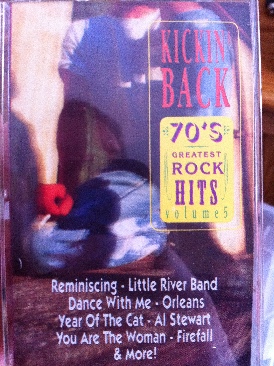 KICKIN'
BACK
70'S
GREATEST
ROCK
HITS
volume 5
Reminiscing - Little River Band
Dance With Me - Orleans
Year Of The Cat - Al Stewart
You Are The Woman - Firefall
& More!